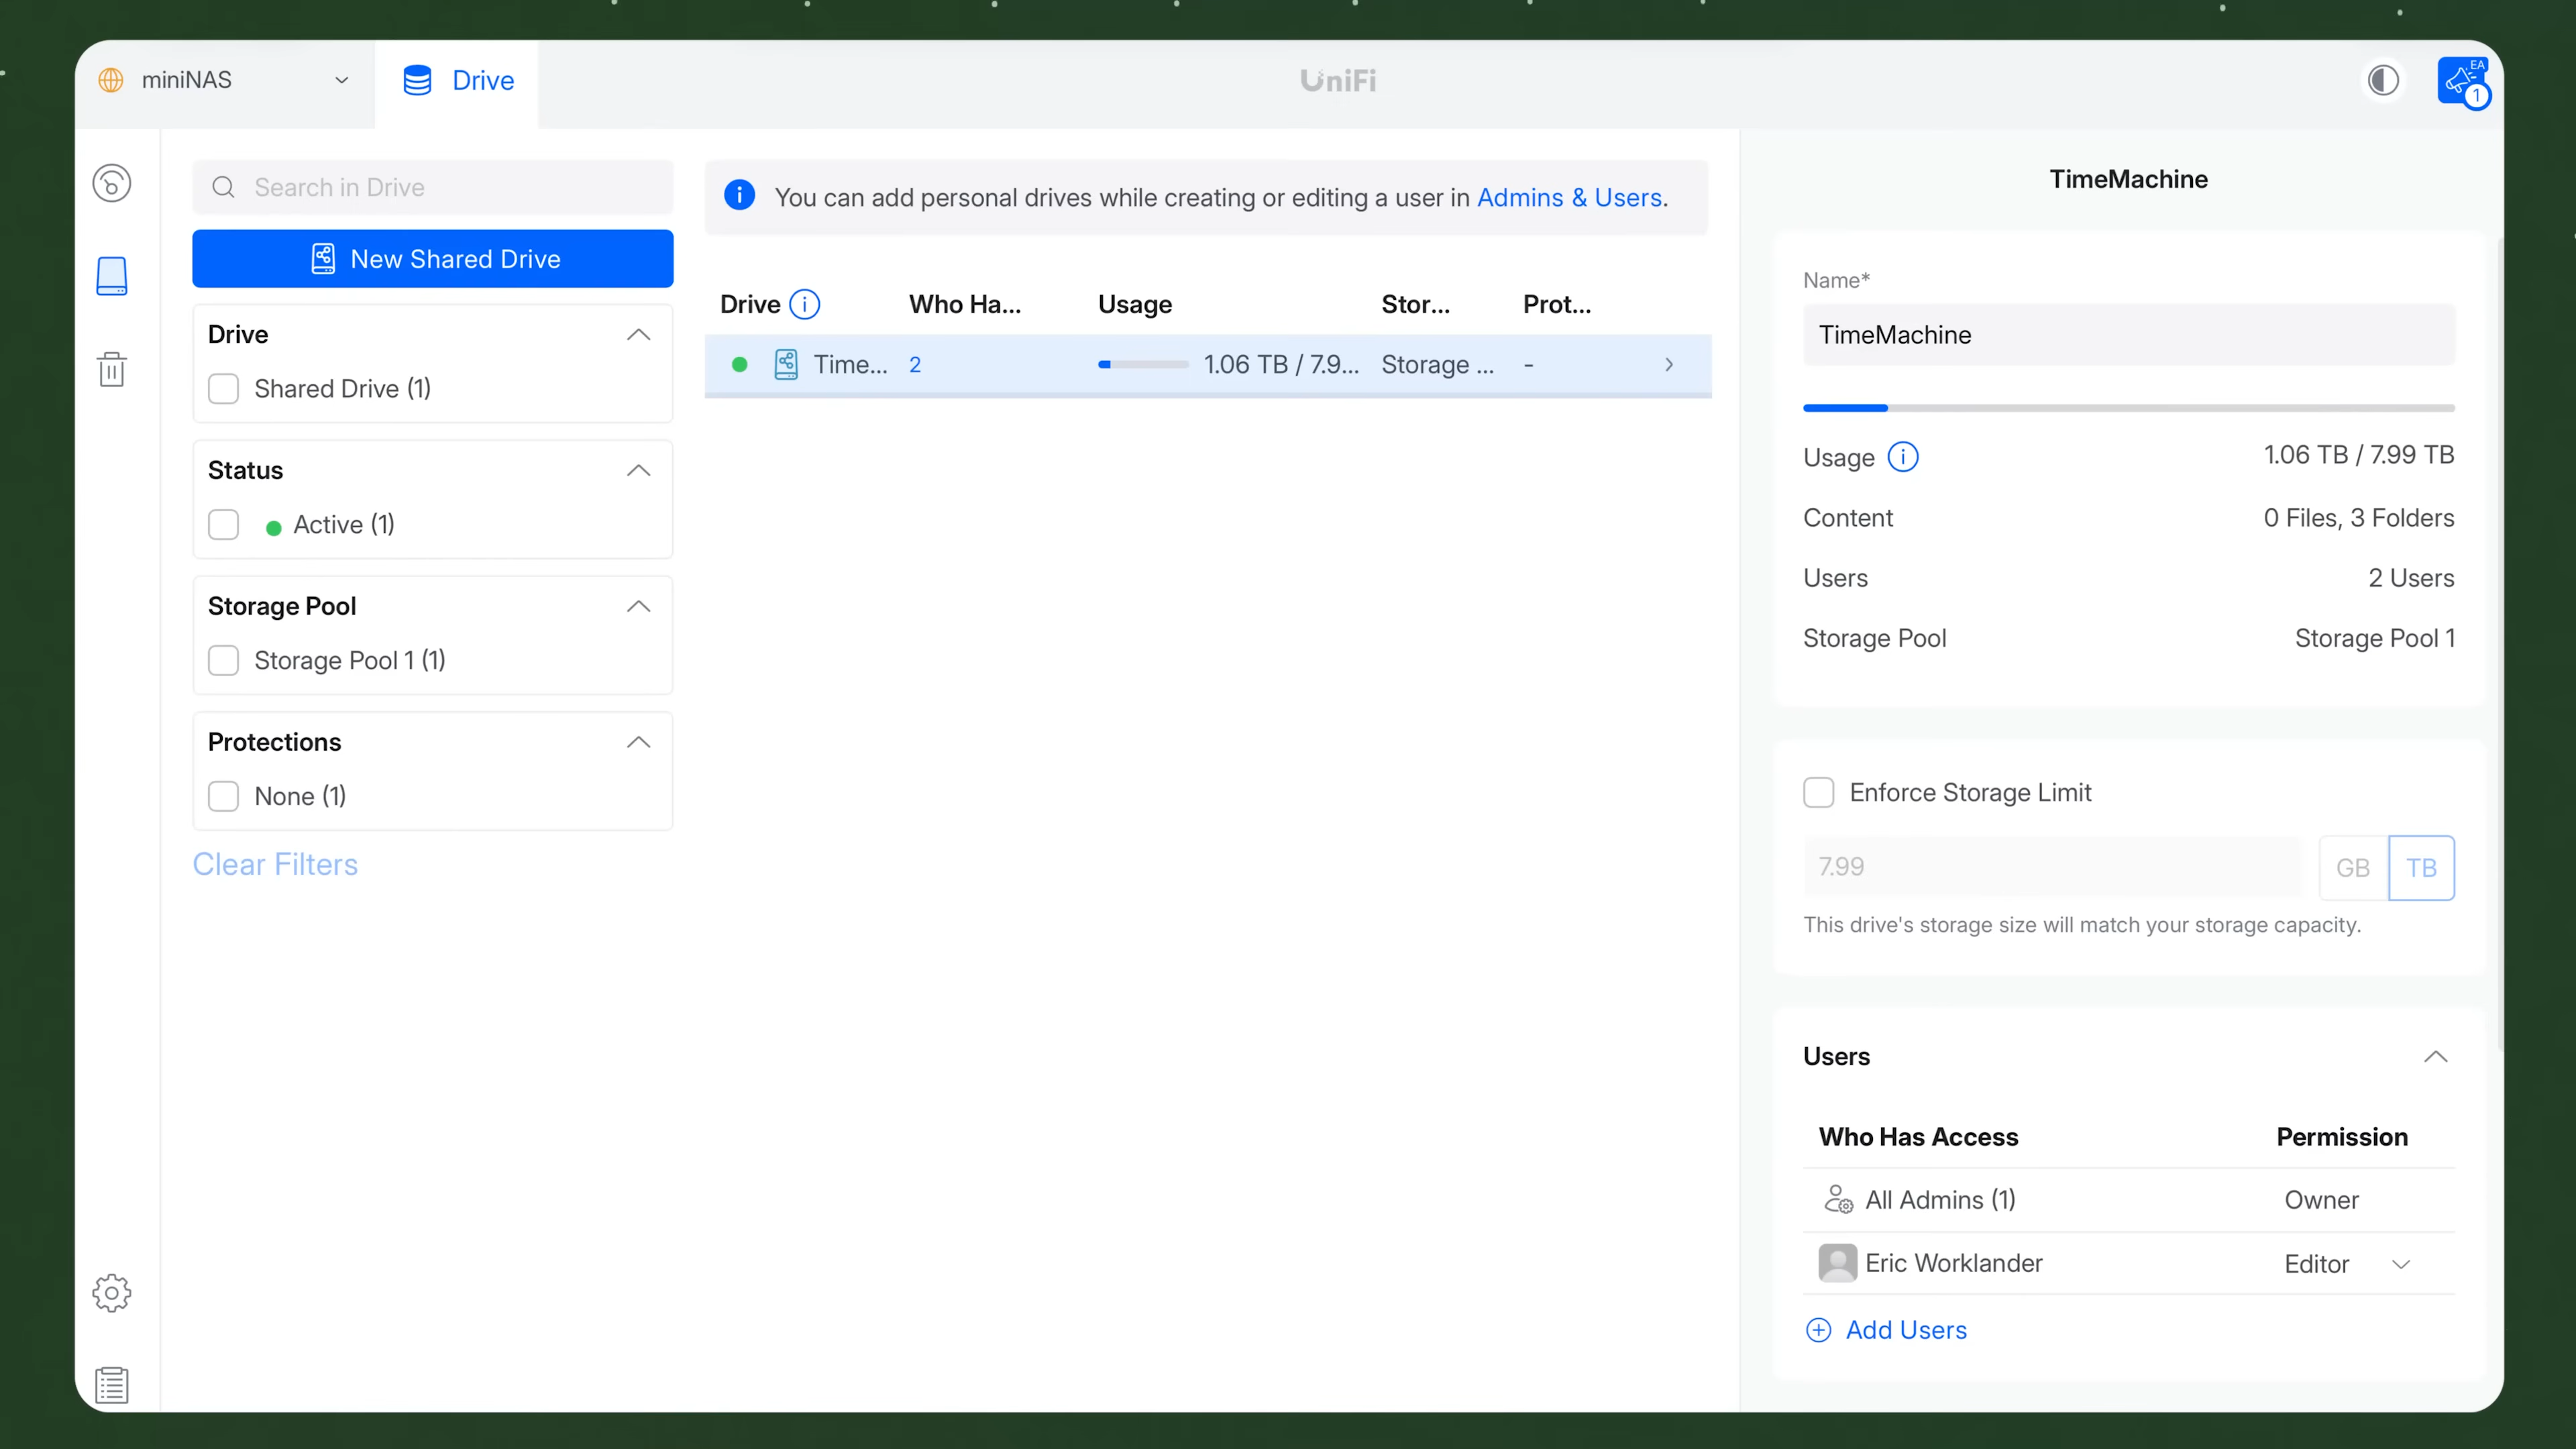 miniNAS
Drive
UniFi
EA
1
Search in Drive
New Shared Drive
Drive
Shared Drive (1)
Status
Active (1)
Storage Pool
Storage Pool 1 (1)
Protections
None (1)
Clear Filters
You can add personal drives while creating or editing a user in Admins & Users.
Drive Who Ha... Usage Stor... Prot...
Time... 2 1.06 TB / 7.9... Storage ... -
TimeMachine
Name*
TimeMachine
Usage 1.06 TB / 7.99 TB
Content 0 Files, 3 Folders
Users 2 Users
Storage Pool Storage Pool 1
Enforce Storage Limit
7.99 GB TB
This drive's storage size will match your storage capacity.
Users
Who Has Access Permission
All Admins (1) Owner
Eric Worklander Editor
Add Users